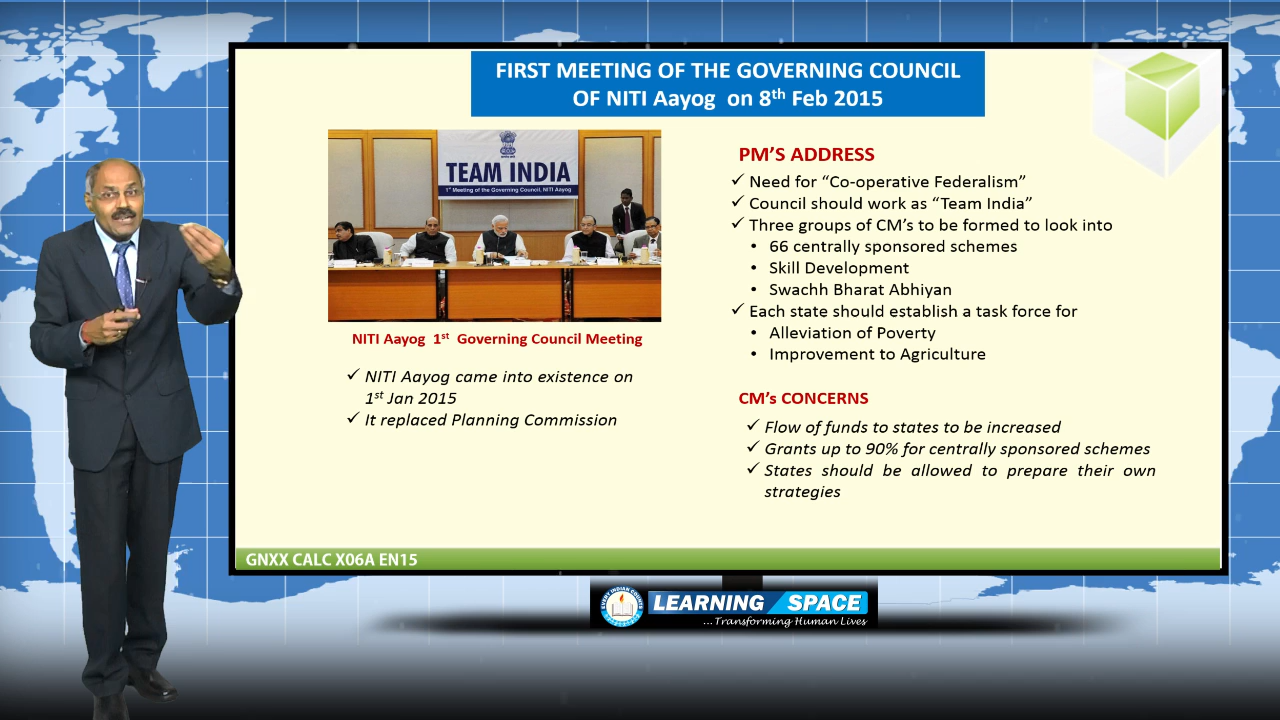 FIRST MEETING OF THE GOVERNING COUNCIL
OF NITI Aayog on 8th Feb 2015
TEAM INDIA
1st Meeting of the Governing Council, NITI Aayog
NITI Aayog 1st Governing Council Meeting
✓ NITI Aayog came into existence on
1st Jan 2015
✓ It replaced Planning Commission
PM'S ADDRESS
✓ Need for “Co-operative Federalism”
✓ Council should work as “Team India”
✓ Three groups of CM's to be formed to look into
• 66 centrally sponsored schemes
• Skill Development
• Swachh Bharat Abhiyan
✓ Each state should establish a task force for
• Alleviation of Poverty
• Improvement to Agriculture
CM's CONCERNS
✓ Flow of funds to states to be increased
✓ Grants up to 90% for centrally sponsored schemes
✓ States should be allowed to prepare their own
strategies
GNXX CALC X06A EN15
EVERY INDIAN COUNTS
LEARNING SPACE
...Transforming Human Lives